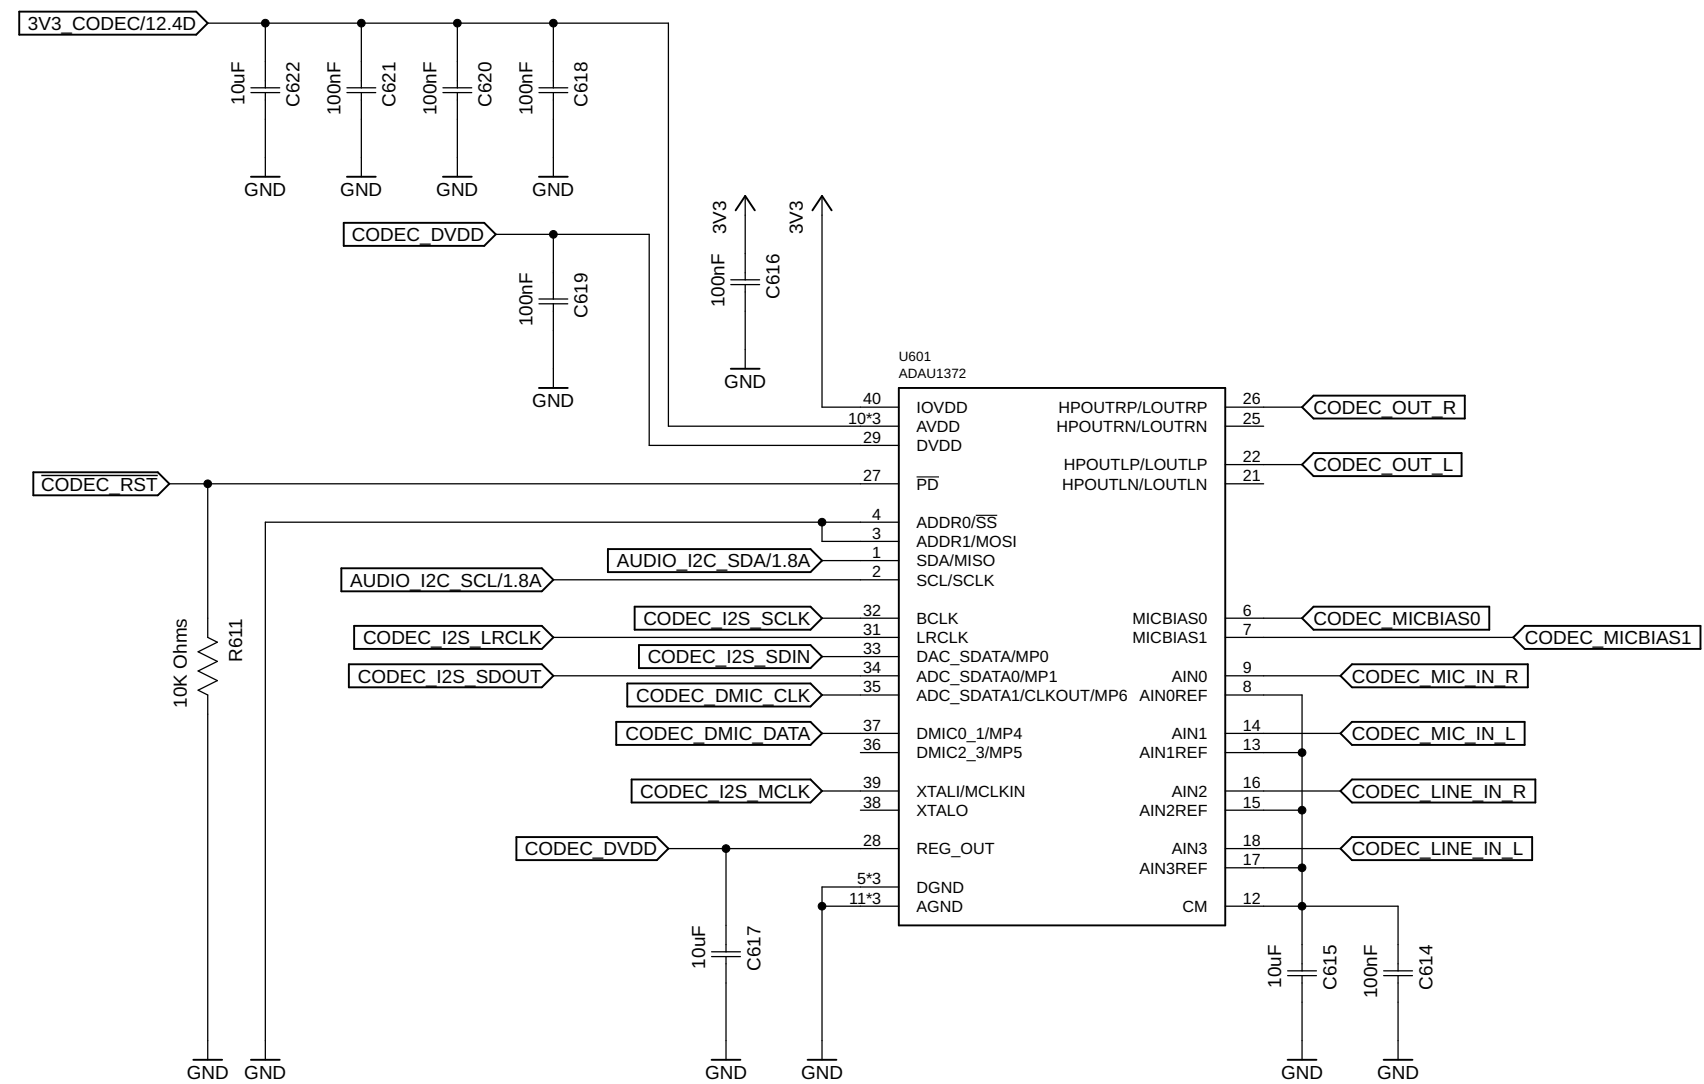 3V3_CODEC/12.4D
10uF
C622
100nF
C621
100nF
C620
100nF
C618
GND
GND
GND
GND
CODEC_DVDD
100nF
C619
GND
3V3
3V3
100nF
C616
GND
U601
ADAU1372
40
IOVDD
HPOUTRP/LOUTRP
26
CODEC_OUT_R
10*3
AVDD
HPOUTRN/LOUTRN
25
29
DVDD
HPOUTLP/LOUTLP
22
CODEC_OUT_L
CODEC_RST
27
PD
HPOUTLN/LOUTLN
21
4
ADDR0/SS
3
ADDR1/MOSI
AUDIO_I2C_SDA/1.8A
1
SDA/MISO
AUDIO_I2C_SCL/1.8A
2
SCL/SCLK
CODEC_I2S_SCLK
32
BCLK
MICBIAS0
6
CODEC_MICBIAS0
CODEC_I2S_LRCLK
31
LRCLK
MICBIAS1
7
CODEC_MICBIAS1
CODEC_I2S_SDIN
33
DAC_SDATA/MP0
CODEC_I2S_SDOUT
34
ADC_SDATA0/MP1
AIN0
9
CODEC_MIC_IN_R
CODEC_DMIC_CLK
35
ADC_SDATA1/CLKOUT/MP6
AIN0REF
8
CODEC_DMIC_DATA
37
DMIC0_1/MP4
AIN1
14
CODEC_MIC_IN_L
36
DMIC2_3/MP5
AIN1REF
13
CODEC_I2S_MCLK
39
XTALI/MCLKIN
AIN2
16
CODEC_LINE_IN_R
38
XTALO
AIN2REF
15
CODEC_DVDD
28
REG_OUT
AIN3
18
CODEC_LINE_IN_L
AIN3REF
17
5*3
DGND
11*3
AGND
CM
12
10K Ohms
R611
10uF
C617
10uF
C615
100nF
C614
GND
GND
GND
GND
GND
GND